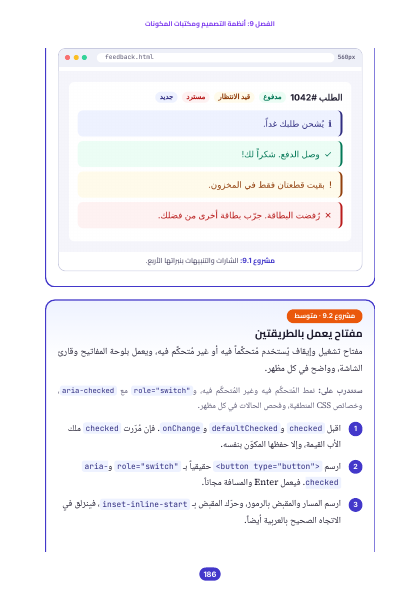 الفصل 9: أنظمة التصميم ومكتبات المكونات
feedback.html
560px
الطلب #1042 مدفوع قيد الانتظار مسترد جديد
ℹ يُشحن طلبك غداً.
✓ وصل الدفع. شكراً لك!
! بقيت قطعتان فقط في المخزون.
✕ رُفضت البطاقة. جرّب بطاقة أخرى من فضلك.
مشروع 9.1: الشارات والتنبيهات بنبراتها الأربع.
مشروع 9.2 · متوسط
مفتاح يعمل بالطريقتين
مفتاح تشغيل وإيقاف يُستخدم مُتحكَّماً فيه أو غير مُتحكَّم فيه، ويعمل بلوحة المفاتيح وقارئ
الشاشة، وواضح في كل مظهر.
ستتدرب على: نمط المُتحكَّم فيه وغير المُتحكَّم فيه، و role="switch" مع aria-checked،
وخصائص CSS المنطقية، وفحص الحالات في كل مظهر.
1 اقبل checked و defaultChecked و onChange. فإن مُرّرت checked ملك
الأب القيمة، وإلا حفظها المكوّن بنفسه.
2 ارسم <button type="button"> حقيقياً بـ role="switch" و aria-
checked، فيعمل Enter والمسافة مجاناً.
3 ارسم المسار والمقبض بالرموز، وحرّك المقبض بـ inset-inline-start، فينزلق في
الاتجاه الصحيح بالعربية أيضاً.
186